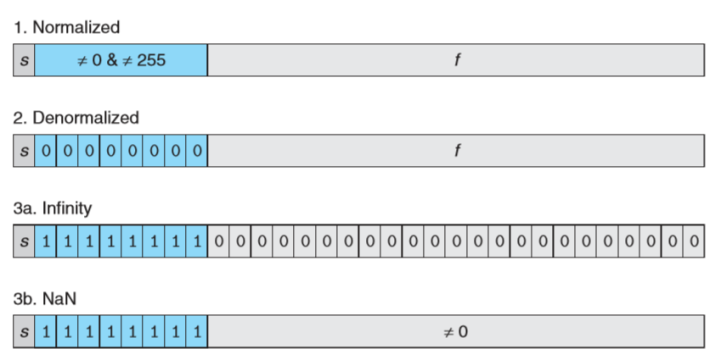 1. Normalized
s ≠ 0 & ≠ 255 f
2. Denormalized
s 0 0 0 0 0 0 0 0 f
3a. Infinity
s 1 1 1 1 1 1 1 1 0 0 0 0 0 0 0 0 0 0 0 0 0 0 0 0 0 0 0 0 0 0 0
3b. NaN
s 1 1 1 1 1 1 1 1 ≠ 0